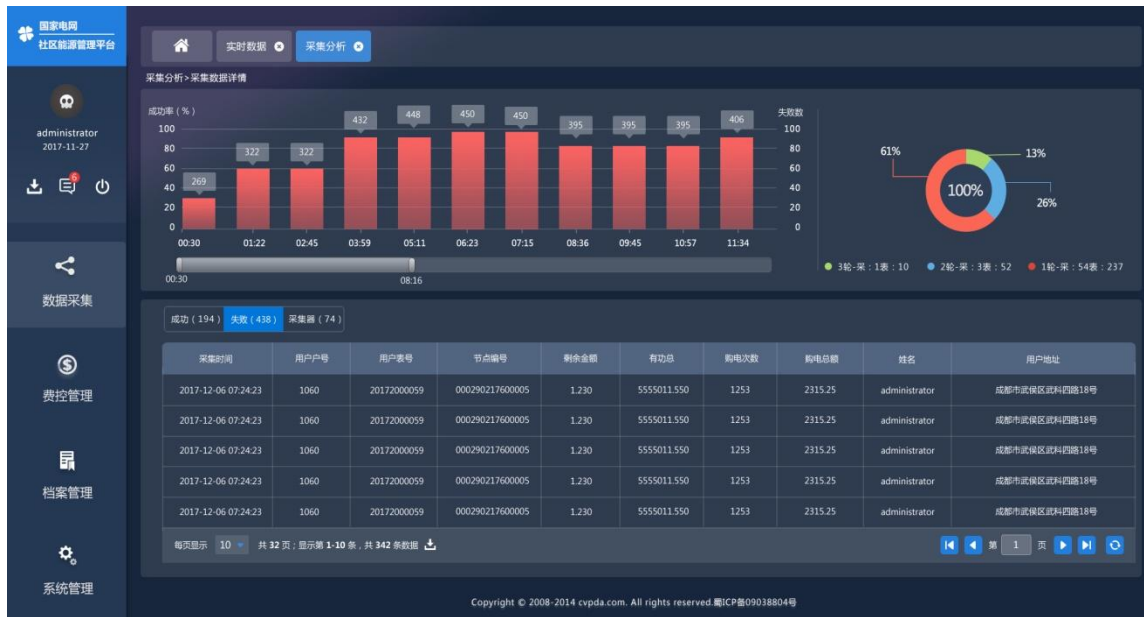 国家电网
社区能源管理平台
administrator
2017-11-27
6
数据采集
费控管理
档案管理
系统管理
实时数据
采集分析
采集分析>采集数据详情
成功率(%)
失败数
100
80
60
40
20
0
269
322
322
432
448
450
450
395
395
395
406
100
80
60
40
20
0
00:30 01:22 02:45 03:59 05:11 06:23 07:15 08:36 09:45 10:57 11:34
00:30 08:16
61%
13%
26%
100%
3轮-采:1表:10 2轮-采:3表:52 1轮-采:54表:237
成功(194) 失败(438) 采集器(74)
采集时间 用户户号 用户表号 节点编号 剩余金额 有功总 购电次数 购电总额 姓名 用户地址
2017-12-06 07:24:23 1060 20172000059 000290217600005 1.230 5555011.550 1253 2315.25 administrator 成都市武侯区武科四路18号
2017-12-06 07:24:23 1060 20172000059 000290217600005 1.230 5555011.550 1253 2315.25 administrator 成都市武侯区武科四路18号
2017-12-06 07:24:23 1060 20172000059 000290217600005 1.230 5555011.550 1253 2315.25 administrator 成都市武侯区武科四路18号
2017-12-06 07:24:23 1060 20172000059 000290217600005 1.230 5555011.550 1253 2315.25 administrator 成都市武侯区武科四路18号
2017-12-06 07:24:23 1060 20172000059 000290217600005 1.230 5555011.550 1253 2315.25 administrator 成都市武侯区武科四路18号
每页显示 10 共 32 页;显示第 1-10 条,共 342 条数据
第 1 页
Copyright © 2008-2014 cvpda.com. All rights reserved.蜀ICP备09038804号